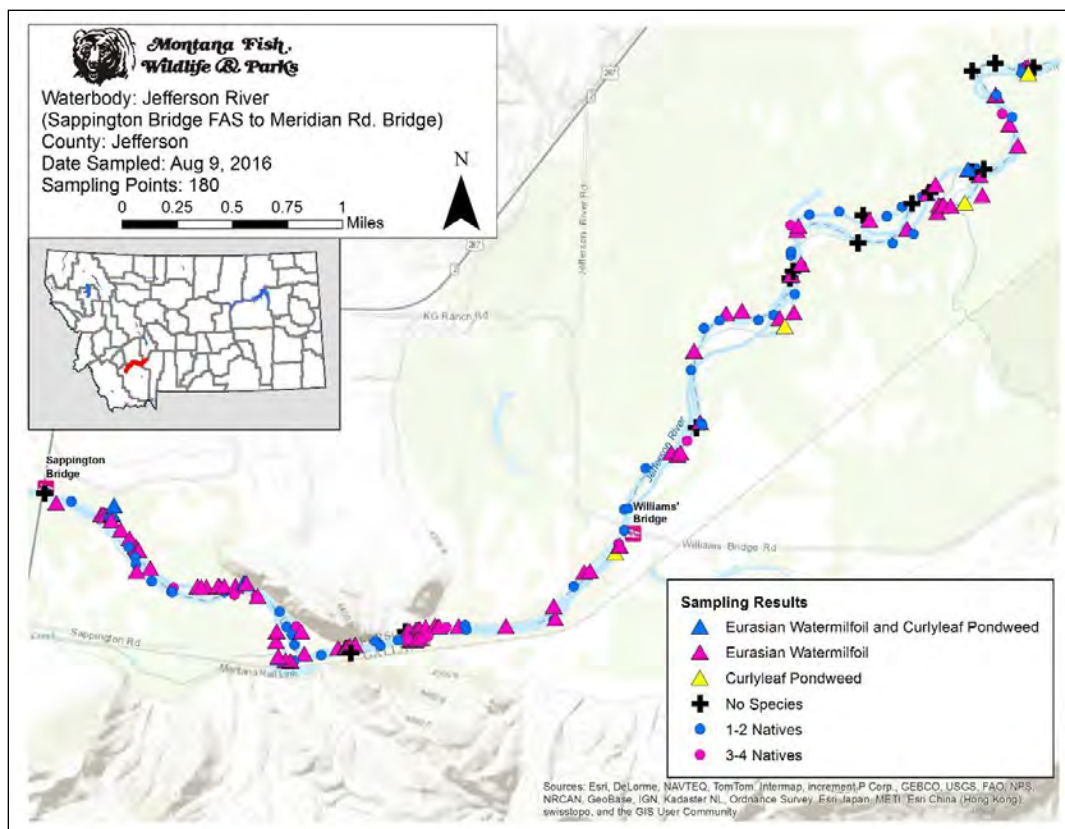 Montana Fish,
Wildlife & Parks
Waterbody: Jefferson River
(Sappington Bridge FAS to Meridian Rd. Bridge)
County: Jefferson
Date Sampled: Aug 9, 2016
Sampling Points: 180
N
0 0.25 0.5 0.75 1
Miles
287
287
Jefferson River Rd
KG Ranch Rd
Jefferson River
Sappington
Bridge
Williams'
Bridge
Williams Bridge Rd
Sappington Rd
Montana Rail Link
Sampling Results
Eurasian Watermilfoil and Curlyleaf Pondweed
Eurasian Watermilfoil
Curlyleaf Pondweed
No Species
1-2 Natives
3-4 Natives
Sources: Esri, DeLorme, NAVTEQ, TomTom, Intermap, increment P Corp., GEBCO, USGS, FAO, NPS,
NRCAN, GeoBase, IGN, Kadaster NL, Ordnance Survey, Esri Japan, METI, Esri China (Hong Kong),
swisstopo, and the GIS User Community